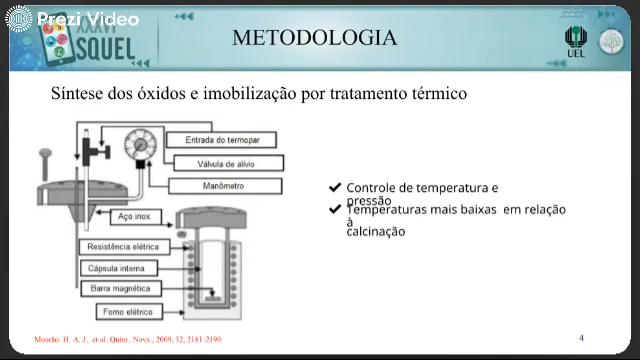 Prezi Video
XXXVI
SQUEL
METODOLOGIA
UEL
Síntese dos óxidos e imobilização por tratamento térmico
Entrada do termopar
Válvula de alívio
Manômetro
Aço inox
Resistência elétrica
Cápsula interna
Barra magnética
Forno elétrico
Controle de temperatura e
pressão
Temperaturas mais baixas em relação
à
calcinação
Mourão H. A. J.. et al. Quim. Nova., 2009, 32, 2181-2190
4